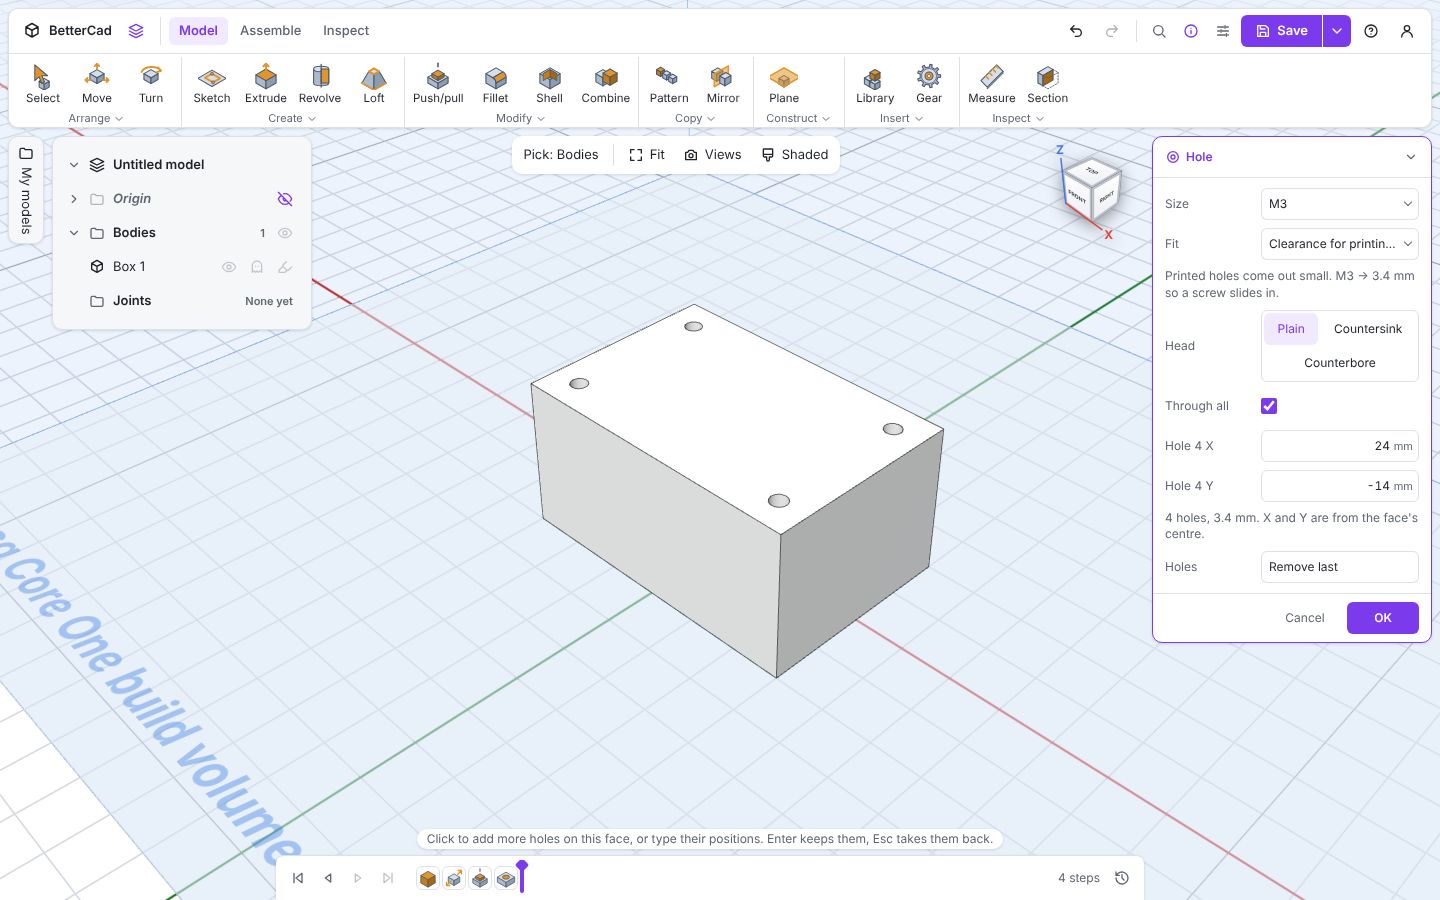 BetterCad
Model
Assemble
Inspect
Save
Select
Move
Turn
Sketch
Extrude
Revolve
Loft
Push/pull
Fillet
Shell
Combine
Pattern
Mirror
Plane
Library
Gear
Measure
Section
Arrange
Create
Modify
Copy
Construct
Insert
Inspect
My models
Untitled model
Origin
Bodies 1
Box 1
Joints None yet
Pick: Bodies
Fit
Views
Shaded
Z
TOP
FRONT
RIGHT
X
Hole
Size M3
Fit Clearance for printin...
Printed holes come out small. M3 → 3.4 mm
so a screw slides in.
Head
Plain
Countersink
Counterbore
Through all
Hole 4 X 24 mm
Hole 4 Y -14 mm
4 holes, 3.4 mm. X and Y are from the face's
centre.
Holes Remove last
Cancel
OK
Core One build volume
Click to add more holes on this face, or type their positions. Enter keeps them, Esc takes them back.
4 steps